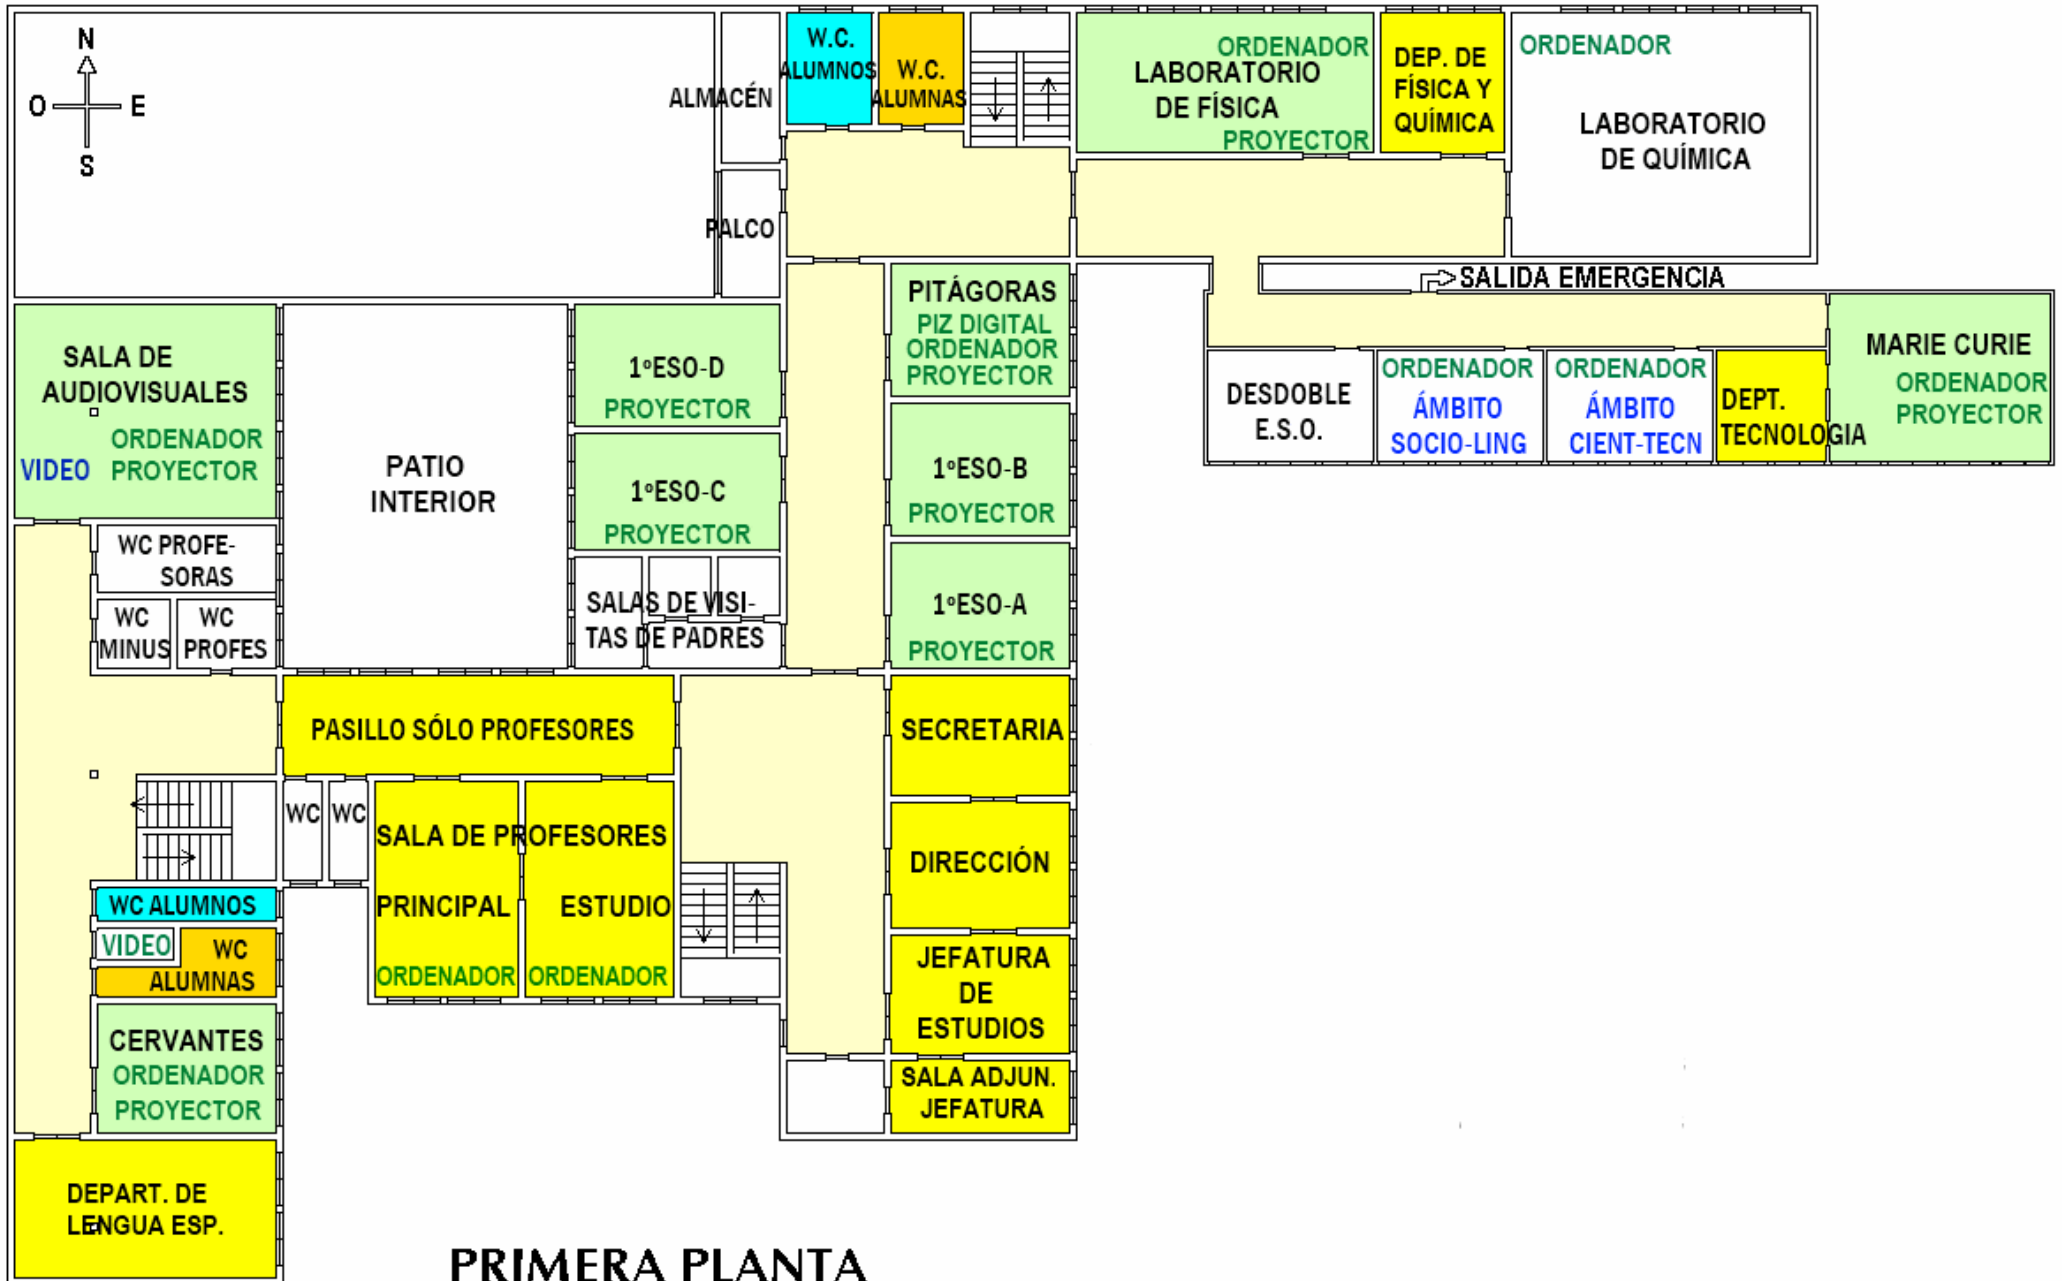 N
O
E
S
ALMACÉN
PALCO
W.C.
ALUMNOS
W.C.
ALUMNAS
ORDENADOR
LABORATORIO
DE FÍSICA
PROYECTOR
DEP. DE
FÍSICA Y
QUÍMICA
ORDENADOR
LABORATORIO
DE QUÍMICA
SALIDA EMERGENCIA
SALA DE
AUDIOVISUALES
ORDENADOR
VIDEO PROYECTOR
PATIO
INTERIOR
1ºESO-D
PROYECTOR
1ºESO-C
PROYECTOR
SALAS DE VISI-
TAS DE PADRES
PITÁGORAS
PIZ DIGITAL
ORDENADOR
PROYECTOR
1ºESO-B
PROYECTOR
1ºESO-A
PROYECTOR
DESDOBLE
E.S.O.
ORDENADOR
ÁMBITO
SOCIO-LING
ORDENADOR
ÁMBITO
CIENT-TECN
DEPT.
TECNOLOGIA
MARIE CURIE
ORDENADOR
PROYECTOR
WC PROFE-
SORAS
WC
MINUS
WC
PROFES
PASILLO SÓLO PROFESORES
SECRETARIA
WC
WC
SALA DE PROFESORES
PRINCIPAL
ESTUDIO
ORDENADOR
ORDENADOR
DIRECCIÓN
JEFATURA
DE
ESTUDIOS
SALA ADJUN.
JEFATURA
WC ALUMNOS
VIDEO
WC
ALUMNAS
CERVANTES
ORDENADOR
PROYECTOR
DEPART. DE
LENGUA ESP.
PRIMERA PLANTA